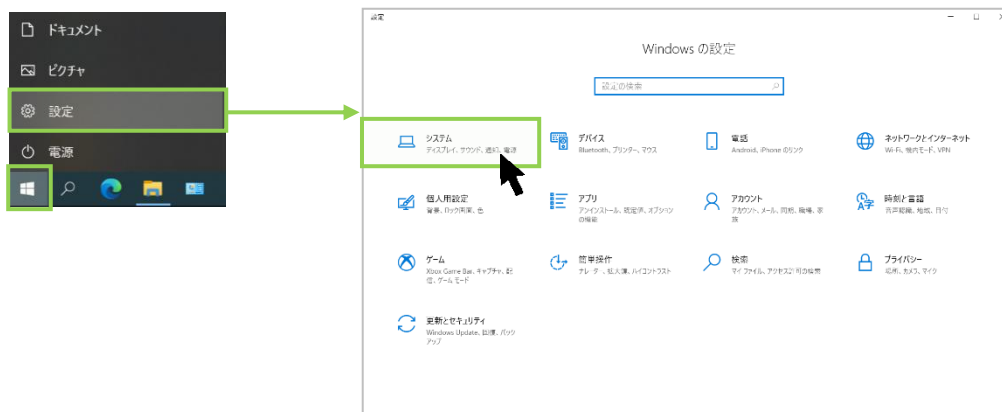 ドキュメント
ピクチャ
設定
電源
設定
Windows の設定
設定の検索
システム
ディスプレイ、サウンド、通知、電源
デバイス
Bluetooth、プリンター、マウス
電話
Android、iPhone のリンク
ネットワークとインターネット
Wi-Fi、機内モード、VPN
個人用設定
背景、ロック画面、色
アプリ
アンインストール、既定値、オプション
の機能
アカウント
アカウント、メール、同期、職場、家
族
時刻と言語
音声認識、地域、日付
ゲーム
Xbox Game Bar、キャプチャ、配
信、ゲーム モード
簡単操作
ナレーター、拡大鏡、ハイコントラスト
検索
マイ ファイル、アクセス許可の検索
プライバシー
場所、カメラ、マイク
更新とセキュリティ
Windows Update、回復、バック
アップ